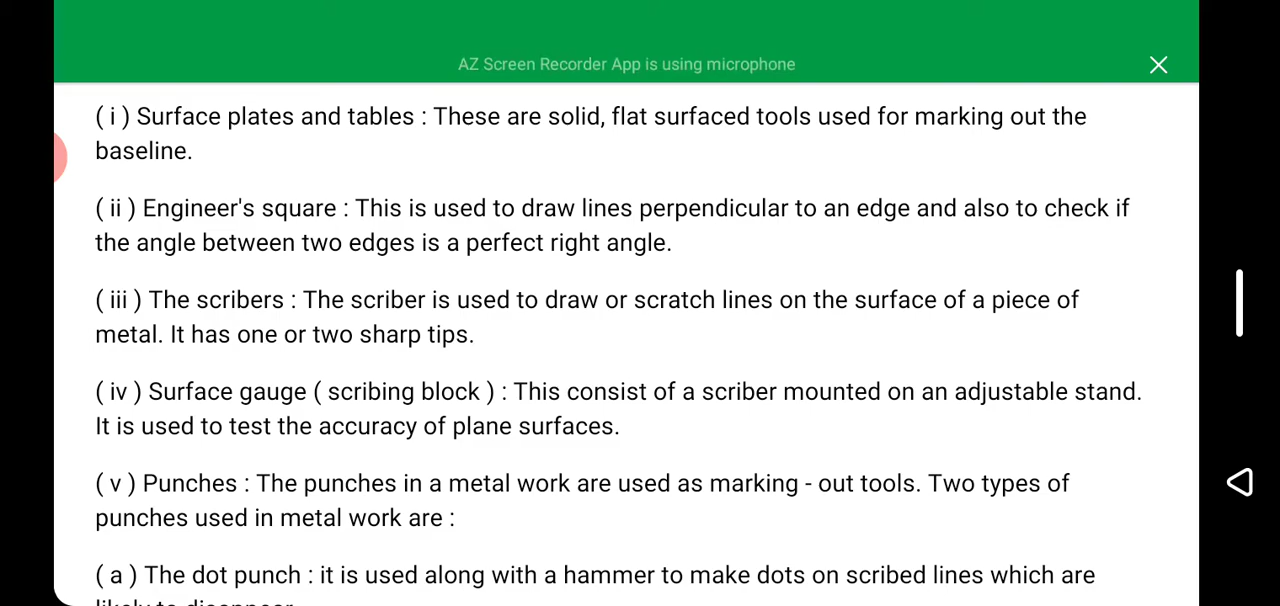 AZ Screen Recorder App is using microphone
( i ) Surface plates and tables : These are solid, flat surfaced tools used for marking out the
baseline.
( ii ) Engineer's square : This is used to draw lines perpendicular to an edge and also to check if
the angle between two edges is a perfect right angle.
( iii ) The scribers : The scriber is used to draw or scratch lines on the surface of a piece of
metal. It has one or two sharp tips.
( iv ) Surface gauge ( scribing block ) : This consist of a scriber mounted on an adjustable stand.
It is used to test the accuracy of plane surfaces.
( v ) Punches : The punches in a metal work are used as marking - out tools. Two types of
punches used in metal work are :
( a ) The dot punch : it is used along with a hammer to make dots on scribed lines which are
likely to disappear